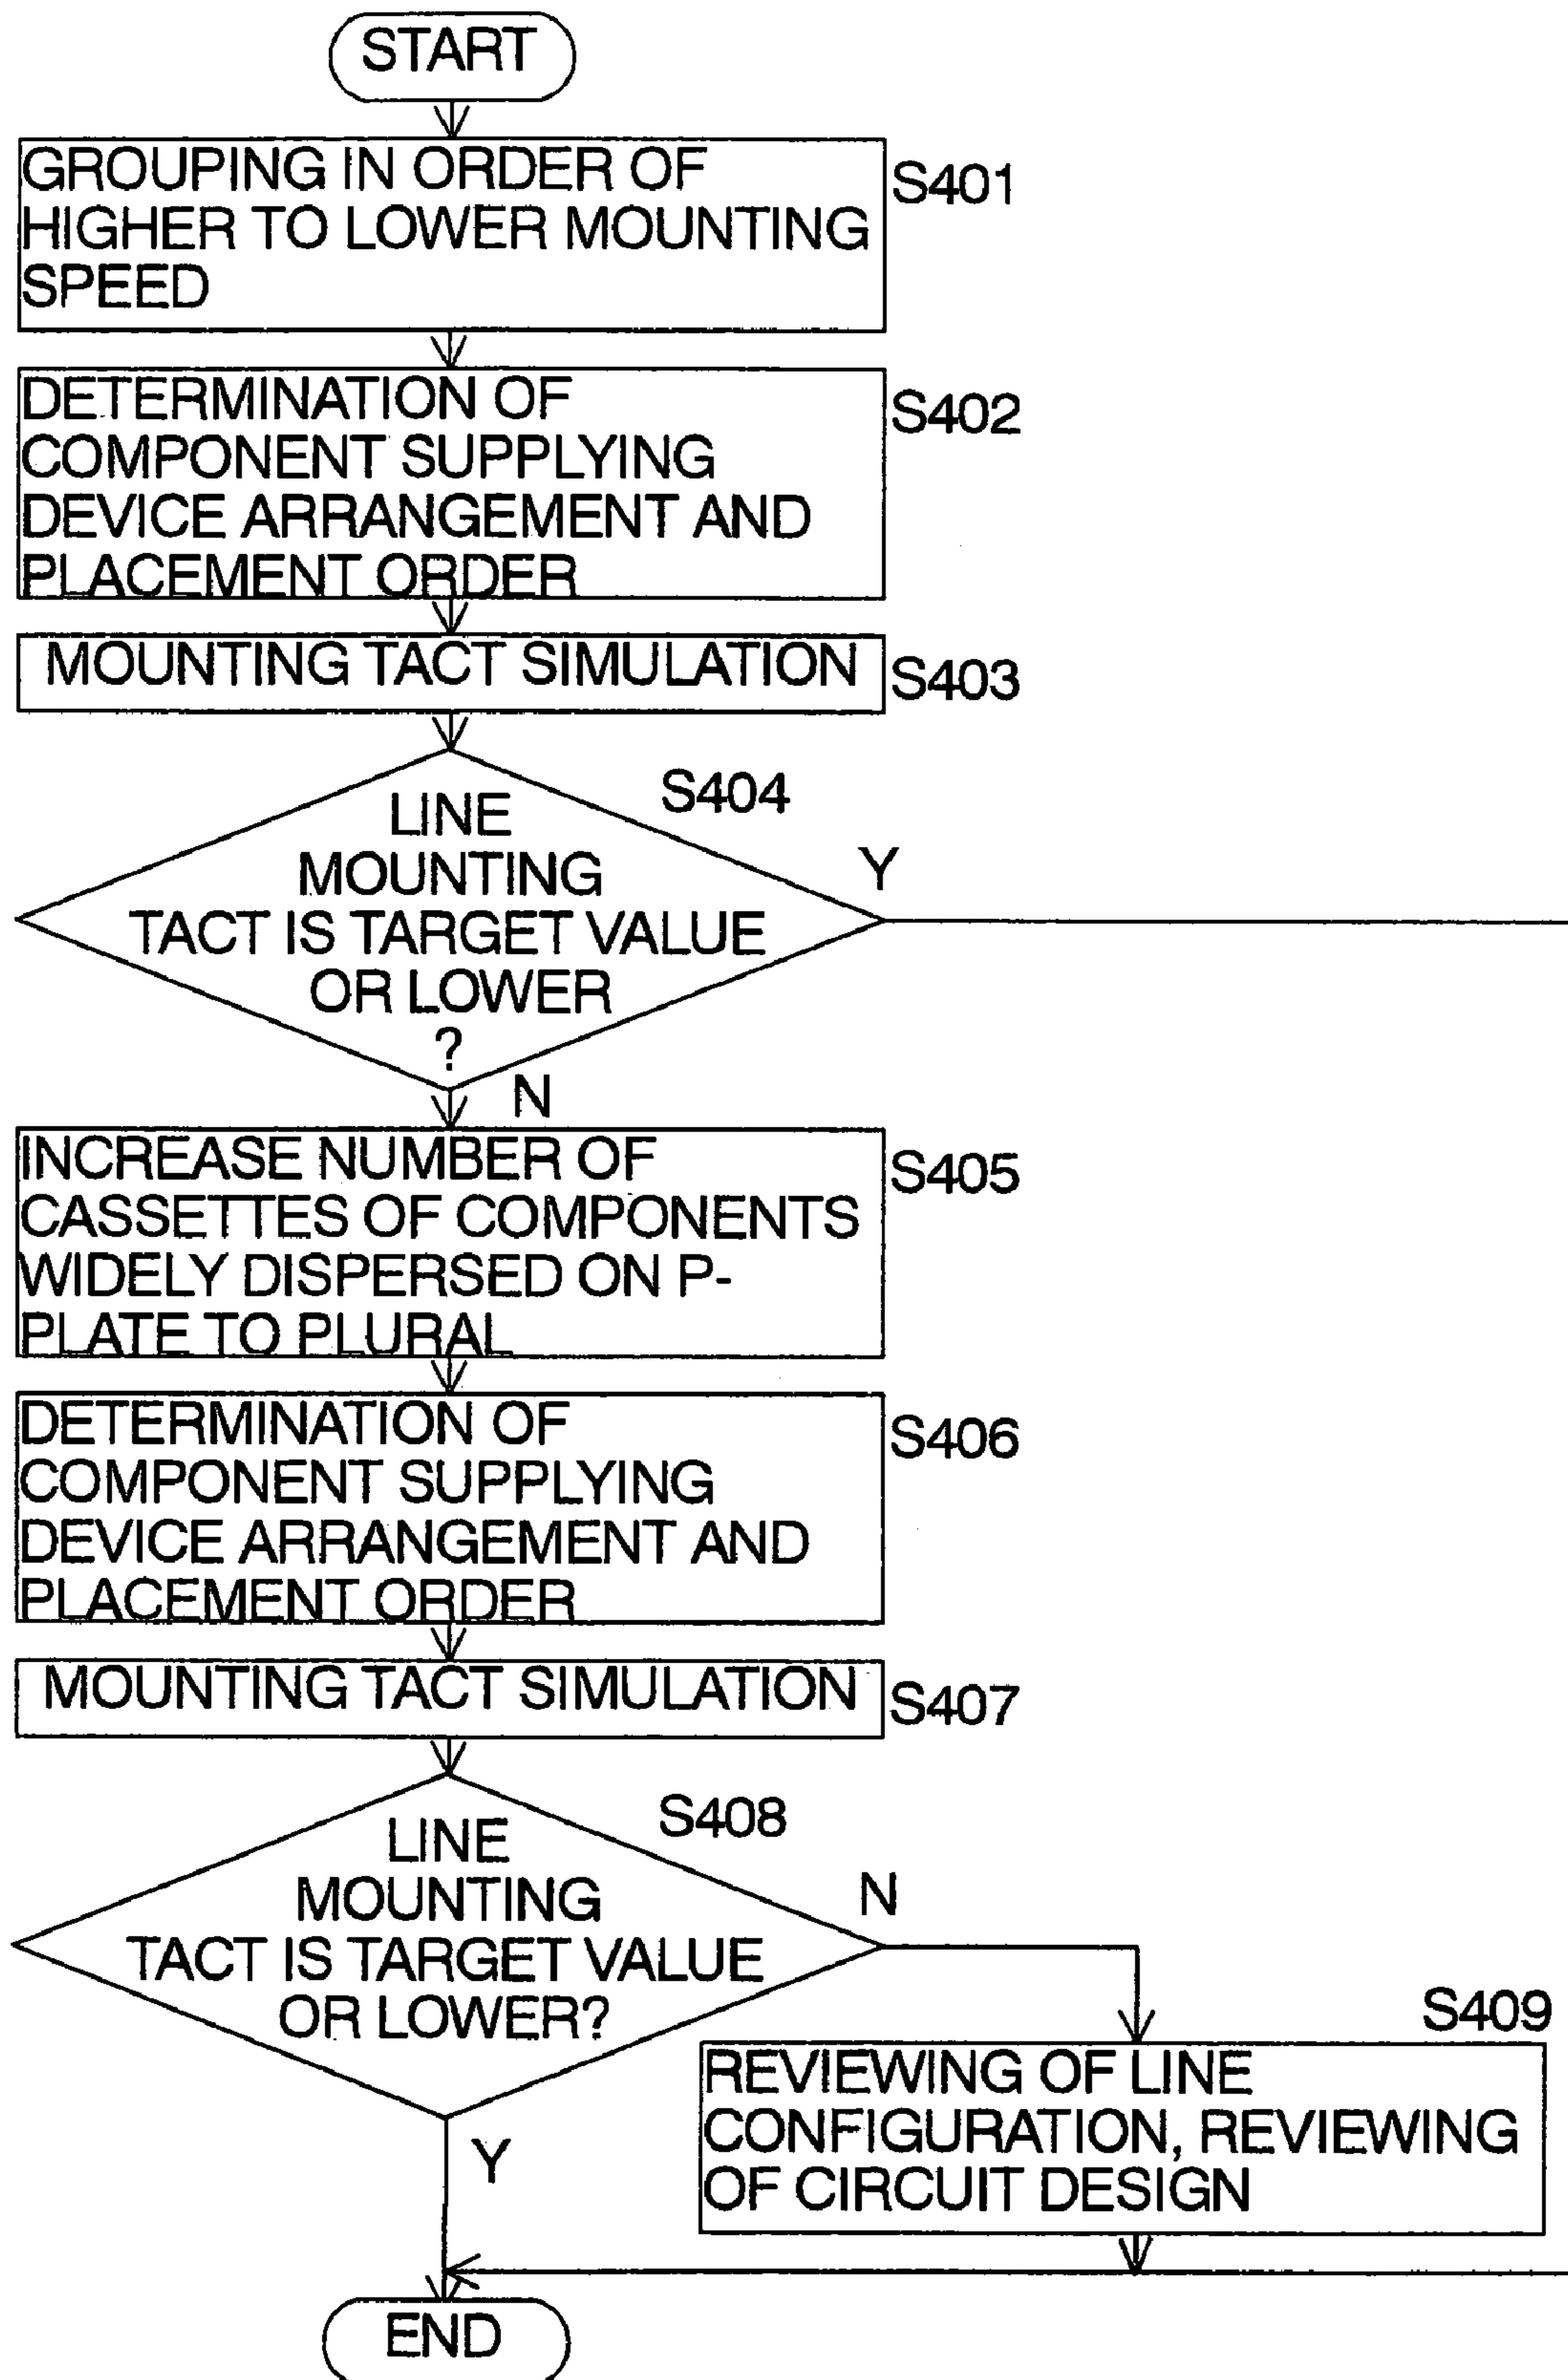 START
GROUPING IN ORDER OF
HIGHER TO LOWER MOUNTING
SPEED
S401
DETERMINATION OF
COMPONENT SUPPLYING
DEVICE ARRANGEMENT AND
PLACEMENT ORDER
S402
MOUNTING TACT SIMULATION
S403
S404
LINE
MOUNTING
TACT IS TARGET VALUE
OR LOWER
?
Y
N
INCREASE NUMBER OF
CASSETTES OF COMPONENTS
WIDELY DISPERSED ON P-
PLATE TO PLURAL
S405
DETERMINATION OF
COMPONENT SUPPLYING
DEVICE ARRANGEMENT AND
PLACEMENT ORDER
S406
MOUNTING TACT SIMULATION
S407
S408
LINE
MOUNTING
TACT IS TARGET VALUE
OR LOWER?
N
Y
S409
REVIEWING OF LINE
CONFIGURATION, REVIEWING
OF CIRCUIT DESIGN
END